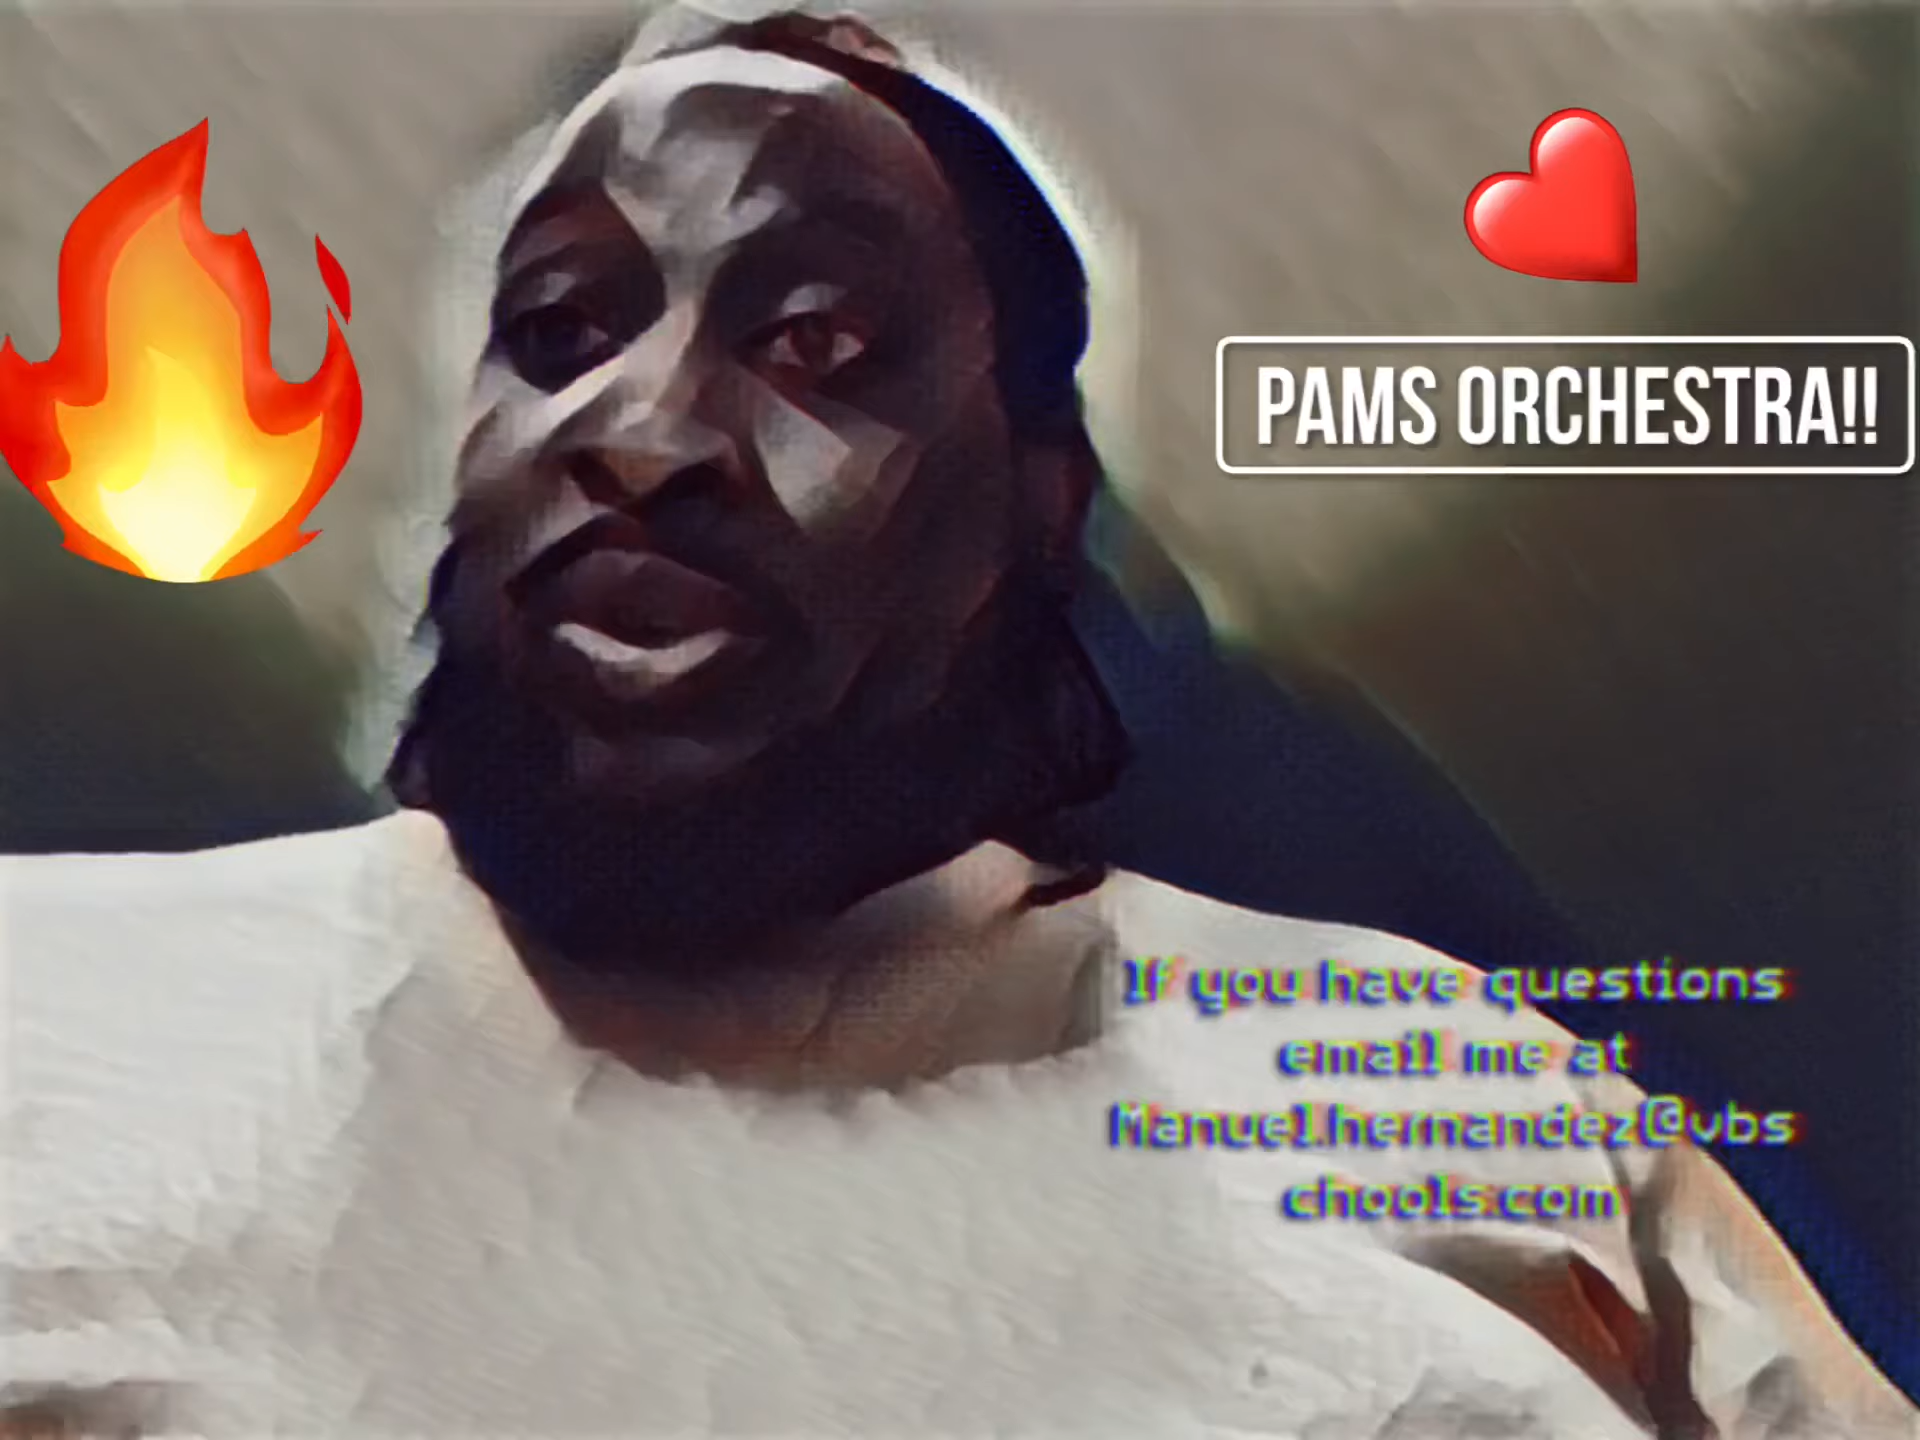 PAMS ORCHESTRA!!
If you have questions
email me at
Manuel.hernandez@vbs
chools.com